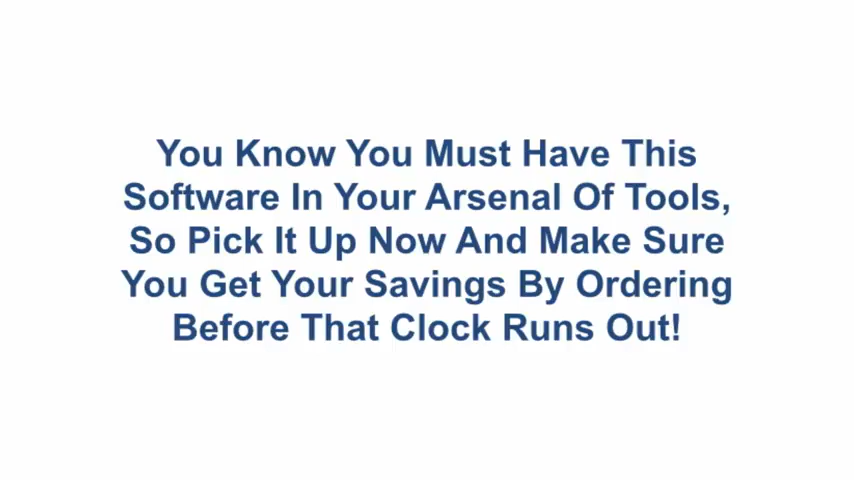 You Know You Must Have This
Software In Your Arsenal Of Tools,
So Pick It Up Now And Make Sure
You Get Your Savings By Ordering
Before That Clock Runs Out!